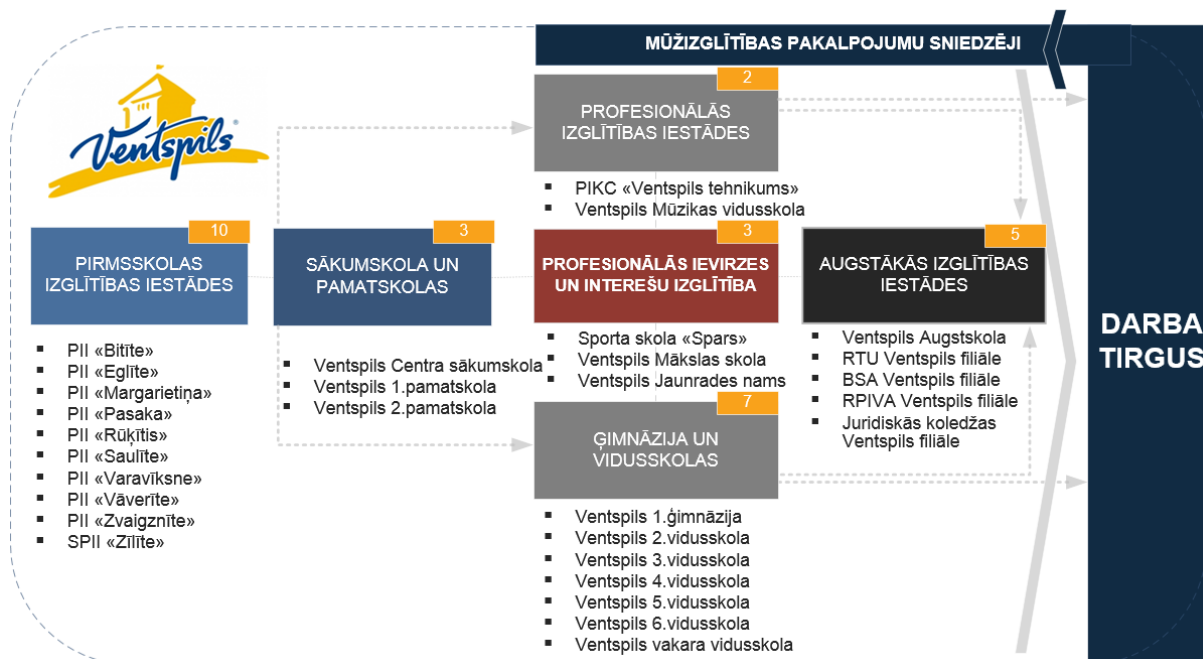 MŪŽIZGLĪTĪBAS PAKALPOJUMU SNIEDZĒJI
Ventspils®
2
PROFESIONĀLĀS
IZGLĪTĪBAS IESTĀDES
▪ PIKC «Ventspils tehnikums»
▪ Ventspils Mūzikas vidusskola
10
PIRMSSKOLAS
IZGLĪTĪBAS IESTĀDES
▪ PII «Bitīte»
▪ PII «Eglīte»
▪ PII «Margarietiņa»
▪ PII «Pasaka»
▪ PII «Rūķītis»
▪ PII «Saulīte»
▪ PII «Varavīksne»
▪ PII «Vāverīte»
▪ PII «Zvaigznīte»
▪ SPII «Zīlīte»
3
SĀKUMSKOLA UN
PAMATSKOLAS
▪ Ventspils Centra sākumskola
▪ Ventspils 1.pamatskola
▪ Ventspils 2.pamatskola
3
PROFESIONĀLĀS IEVIRZES
UN INTEREŠU IZGLĪTĪBA
▪ Sporta skola «Spars»
▪ Ventspils Mākslas skola
▪ Ventspils Jaunrades nams
7
ĢIMNĀZIJA UN
VIDUSSKOLAS
▪ Ventspils 1.ģimnāzija
▪ Ventspils 2.vidusskola
▪ Ventspils 3.vidusskola
▪ Ventspils 4.vidusskola
▪ Ventspils 5.vidusskola
▪ Ventspils 6.vidusskola
▪ Ventspils vakara vidusskola
5
AUGSTĀKĀS IZGLĪTĪBAS
IESTĀDES
▪ Ventspils Augstskola
▪ RTU Ventspils filiāle
▪ BSA Ventspils filiāle
▪ RPIVA Ventspils filiāle
▪ Juridiskās koledžas
Ventspils filiāle
DARBA
TIRGUS